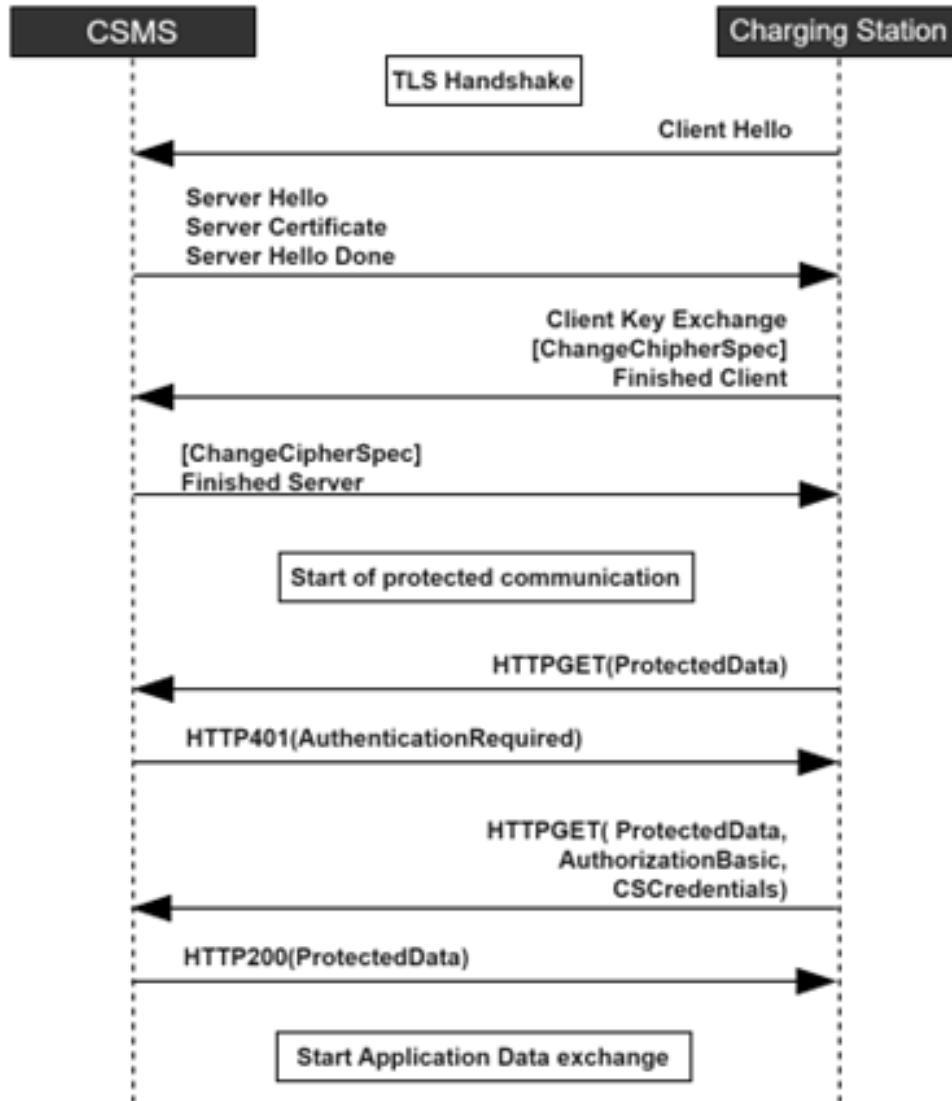 CSMS
Charging Station
TLS Handshake
Client Hello
Server Hello
Server Certificate
Server Hello Done
Client Key Exchange
[ChangeChipherSpec]
Finished Client
[ChangeCipherSpec]
Finished Server
Start of protected communication
HTTPGET(ProtectedData)
HTTP401(AuthenticationRequired)
HTTPGET( ProtectedData,
AuthorizationBasic,
CSCredentials)
HTTP200(ProtectedData)
Start Application Data exchange